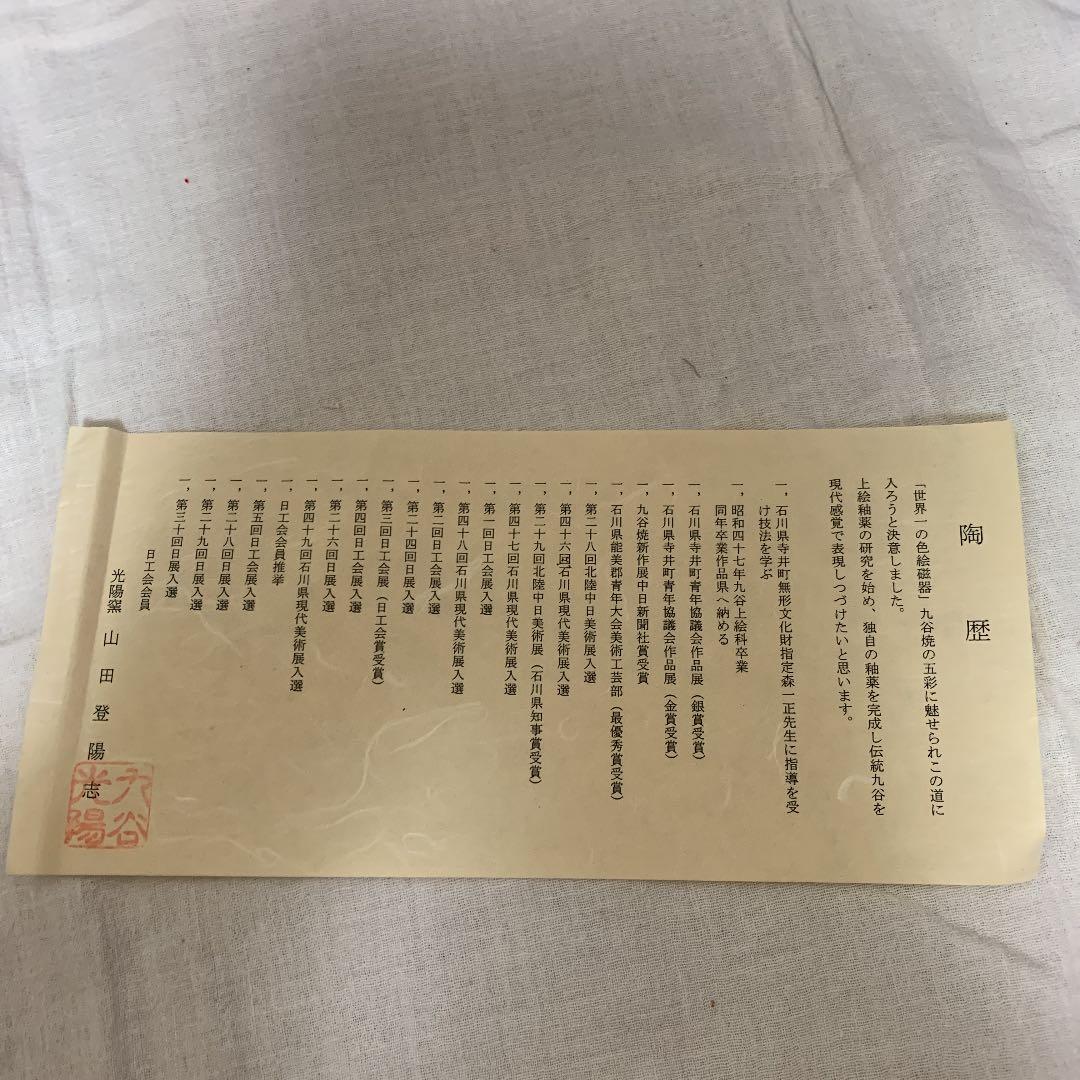 陶歴
「世界一の色絵磁器」九谷焼の五彩に魅せられこの道に
入ろうと決意しました。
上絵釉薬の研究を始め、独自の釉薬を完成し伝統九谷を
現代感覚で表現しつづけたいと思います。
一，石川県寺井町無形文化財指定森一正先生に指導を受
け技法を学ぶ
一，昭和四十七年九谷上絵科卒業
同年卒業作品県へ納める
一，石川県寺井町青年協議会作品展（銀賞受賞）
一，石川県寺井町青年協議会作品展（金賞受賞）
一，九谷焼新作展中日新聞社賞受賞
一，石川県能美郡青年大会美術工芸部（最優秀賞受賞）
一，第二十八回北陸中日美術展入選
一，第四十六回石川県現代美術展入選
一，第二十九回北陸中日美術展（石川県知事賞受賞）
一，第四十七回石川県現代美術展入選
一，第一回日工会展入選
一，第四十八回石川県現代美術展入選
一，第二回日工会展入選
一，第二十四回日展入選
一，第三回日工会展（日工会賞受賞）
一，第四回日工会展入選
一，第二十六回日展入選
一，第四十九回石川県現代美術展入選
一，日工会会員推挙
一，第五回日工会展入選
一，第二十八回日展入選
一，第二十九回日展入選
一，第三十回日展入選
日工会会員
光陽窯 山田登陽志
九谷
光陽